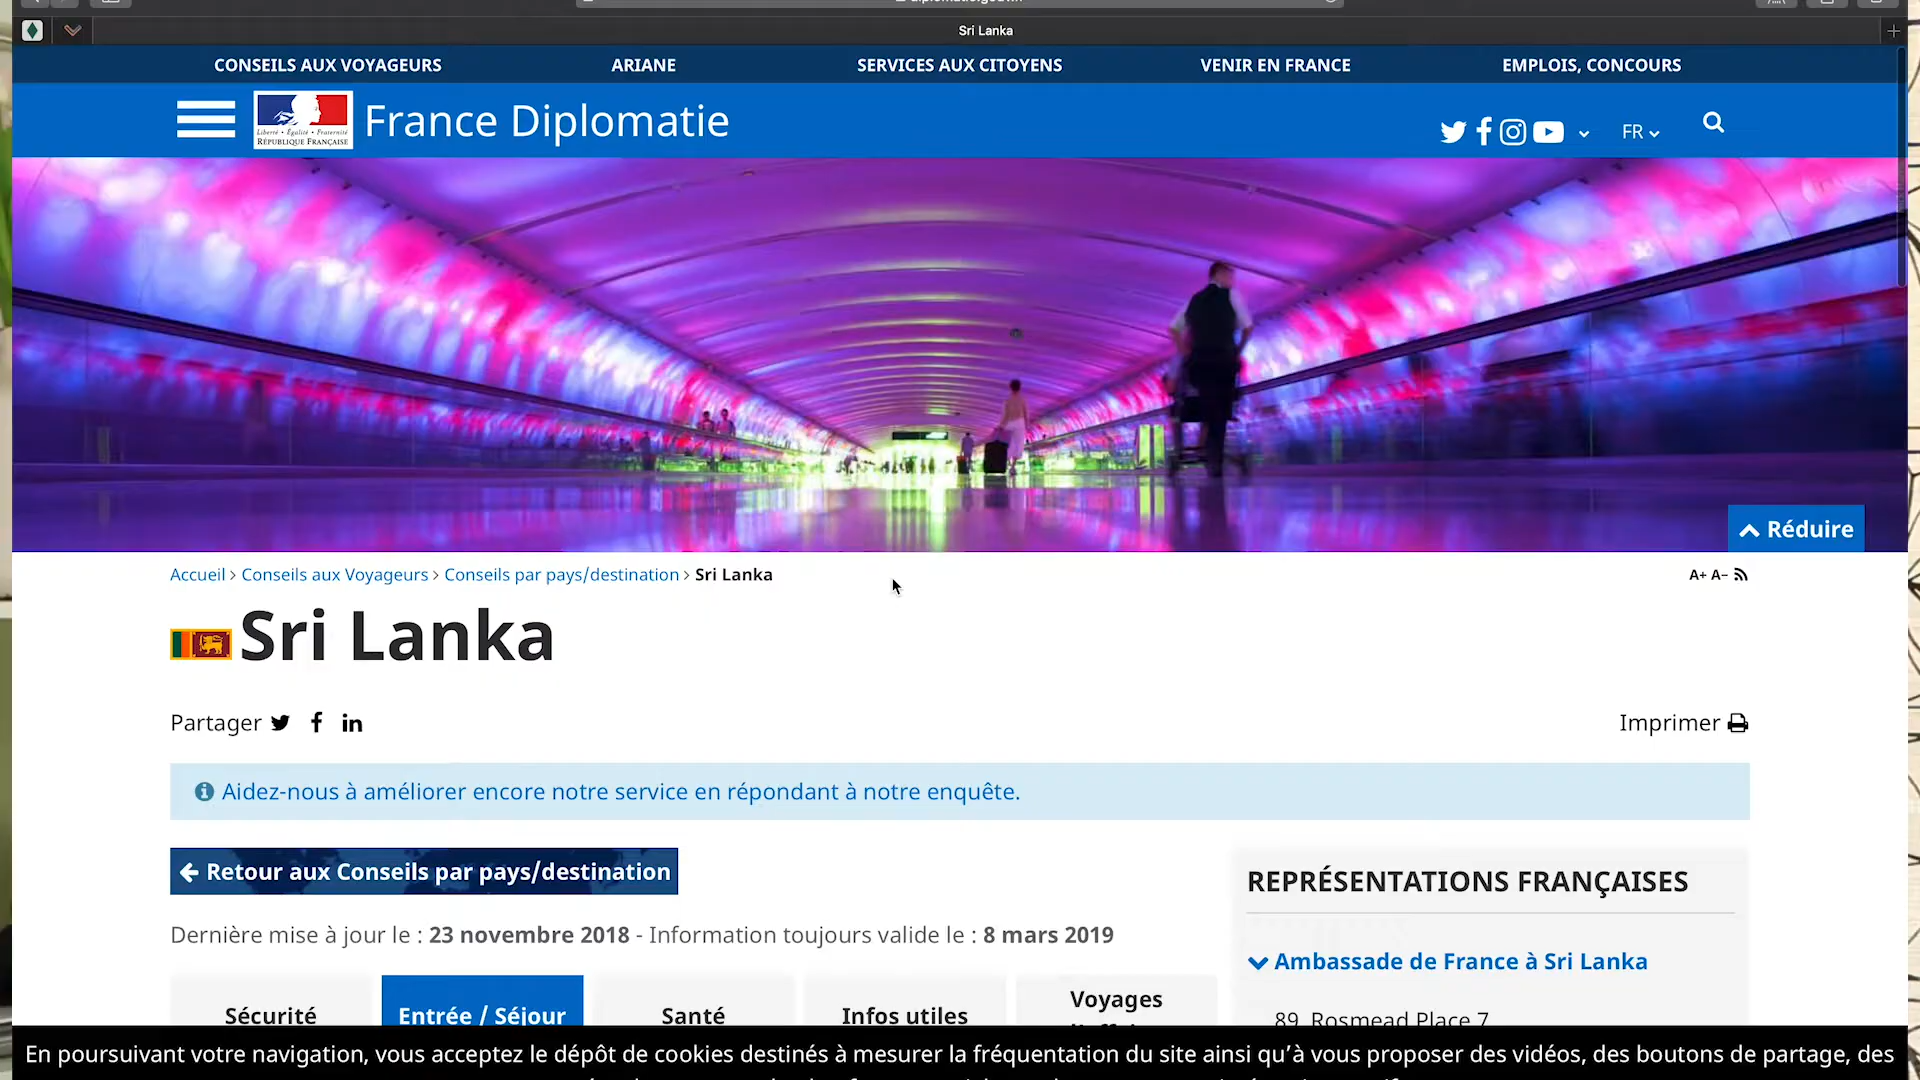 Sri Lanka
CONSEILS AUX VOYAGEURS
ARIANE
SERVICES AUX CITOYENS
VENIR EN FRANCE
EMPLOIS, CONCOURS
Liberté • Égalité • Fraternité
RÉPUBLIQUE FRANÇAISE
France Diplomatie
FR
Réduire
Accueil > Conseils aux Voyageurs > Conseils par pays/destination > Sri Lanka
A+ A-
Sri Lanka
Partager
Imprimer
Aidez-nous à améliorer encore notre service en répondant à notre enquête.
Retour aux Conseils par pays/destination
Dernière mise à jour le : 23 novembre 2018 - Information toujours valide le : 8 mars 2019
Sécurité
Entrée / Séjour
Santé
Infos utiles
Voyages
REPRÉSENTATIONS FRANÇAISES
Ambassade de France à Sri Lanka
89, Rosmead Place 7
En poursuivant votre navigation, vous acceptez le dépôt de cookies destinés à mesurer la fréquentation du site ainsi qu'à vous proposer des vidéos, des boutons de partage, des